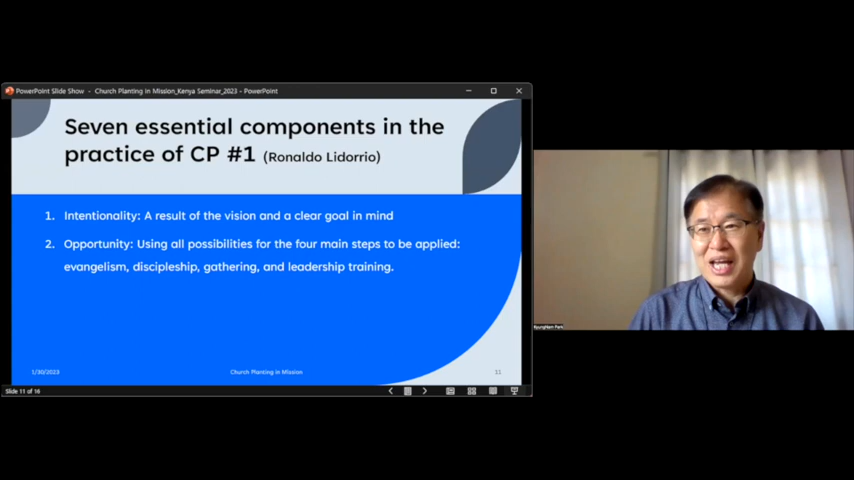 PowerPoint Slide Show - Church Planting in Mission_Kenya Seminar_2023 - PowerPoint
Seven essential components in the
practice of CP #1 (Ronaldo Lidorrio)
1. Intentionality: A result of the vision and a clear goal in mind
2. Opportunity: Using all possibilities for the four main steps to be applied:
evangelism, discipleship, gathering, and leadership training.
1/30/2023
Church Planting in Mission
11
Slide 11 of 16
KyungNam Park